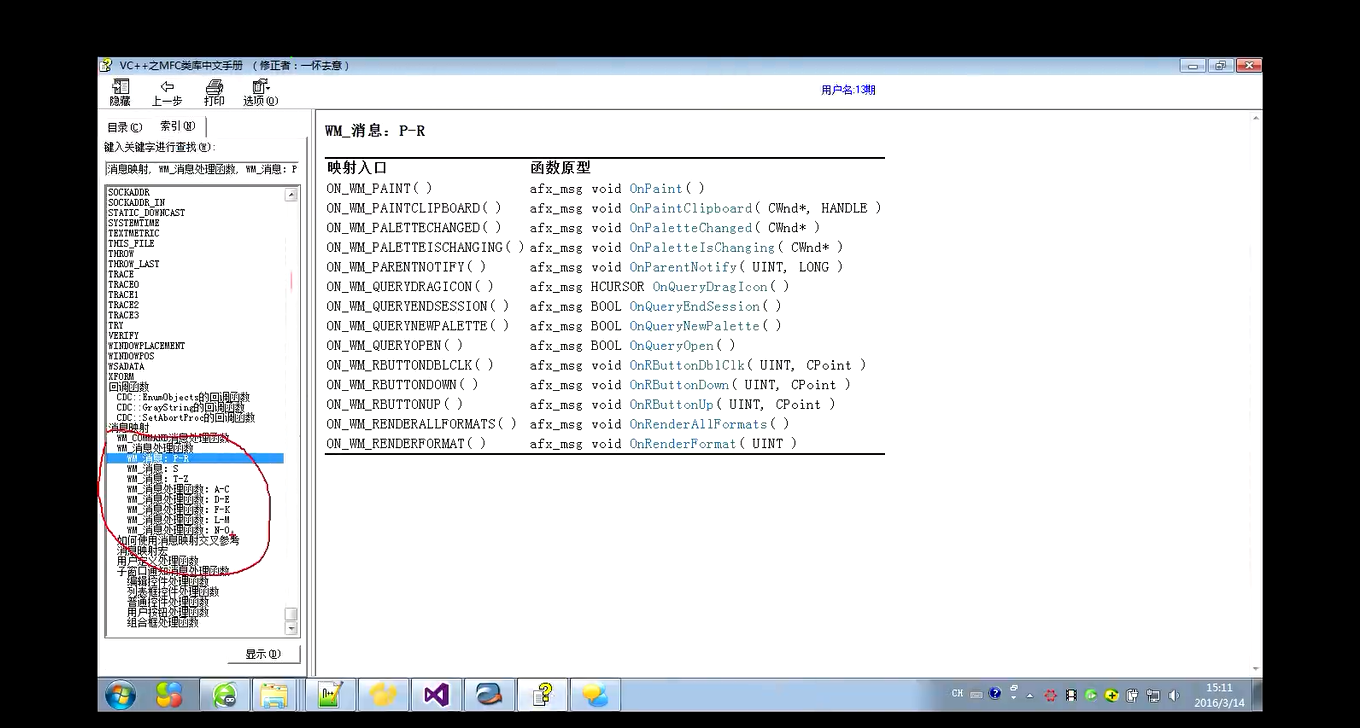 VC++之MFC类库中文手册 （修正者：一怀去意）
隐藏 上一步 打印 选项(O)
用户名:13期
目录(C) 索引(N)
键入关键字进行查找(W):
消息映射, WM_消息处理函数, WM_消息: P
SOCKADDR
SOCKADDR_IN
STATIC_DOWNCAST
SYSTEMTIME
TEXTMETRIC
THIS_FILE
THROW
THROW_LAST
TRACE
TRACE0
TRACE1
TRACE2
TRACE3
TRY
VERIFY
WINDOWPLACEMENT
WINDOWPOS
WSADATA
XFORM
回调函数
CDC::EnumObjects的回调函数
CDC::GrayString的回调函数
CDC::SetAbortProc的回调函数
消息映射
WM_COMMAND消息处理函数
WM_消息处理函数
WM_消息: P-R
WM_消息: S
WM_消息: T-Z
WM_消息处理函数: A-C
WM_消息处理函数: D-E
WM_消息处理函数: F-K
WM_消息处理函数: L-M
WM_消息处理函数: N-O
如何使用消息映射交叉参考
消息映射宏
用户定义处理函数
子窗口通知消息处理函数
编辑控件处理函数
列表框控件处理函数
普通控件处理函数
用户按钮处理函数
组合框处理函数
显示(D)
WM_消息: P-R
映射入口 函数原型
ON_WM_PAINT( ) afx_msg void OnPaint( )
ON_WM_PAINTCLIPBOARD( ) afx_msg void OnPaintClipboard( CWnd*, HANDLE )
ON_WM_PALETTECHANGED( ) afx_msg void OnPaletteChanged( CWnd* )
ON_WM_PALETTEISCHANGING( ) afx_msg void OnPaletteIsChanging( CWnd* )
ON_WM_PARENTNOTIFY( ) afx_msg void OnParentNotify( UINT, LONG )
ON_WM_QUERYDRAGICON( ) afx_msg HCURSOR OnQueryDragIcon( )
ON_WM_QUERYENDSESSION( ) afx_msg BOOL OnQueryEndSession( )
ON_WM_QUERYNEWPALETTE( ) afx_msg BOOL OnQueryNewPalette( )
ON_WM_QUERYOPEN( ) afx_msg BOOL OnQueryOpen( )
ON_WM_RBUTTONDBLCLK( ) afx_msg void OnRButtonDblClk( UINT, CPoint )
ON_WM_RBUTTONDOWN( ) afx_msg void OnRButtonDown( UINT, CPoint )
ON_WM_RBUTTONUP( ) afx_msg void OnRButtonUp( UINT, CPoint )
ON_WM_RENDERALLFORMATS( ) afx_msg void OnRenderAllFormats( )
ON_WM_RENDERFORMAT( ) afx_msg void OnRenderFormat( UINT )
CH
15:11
2016/3/14